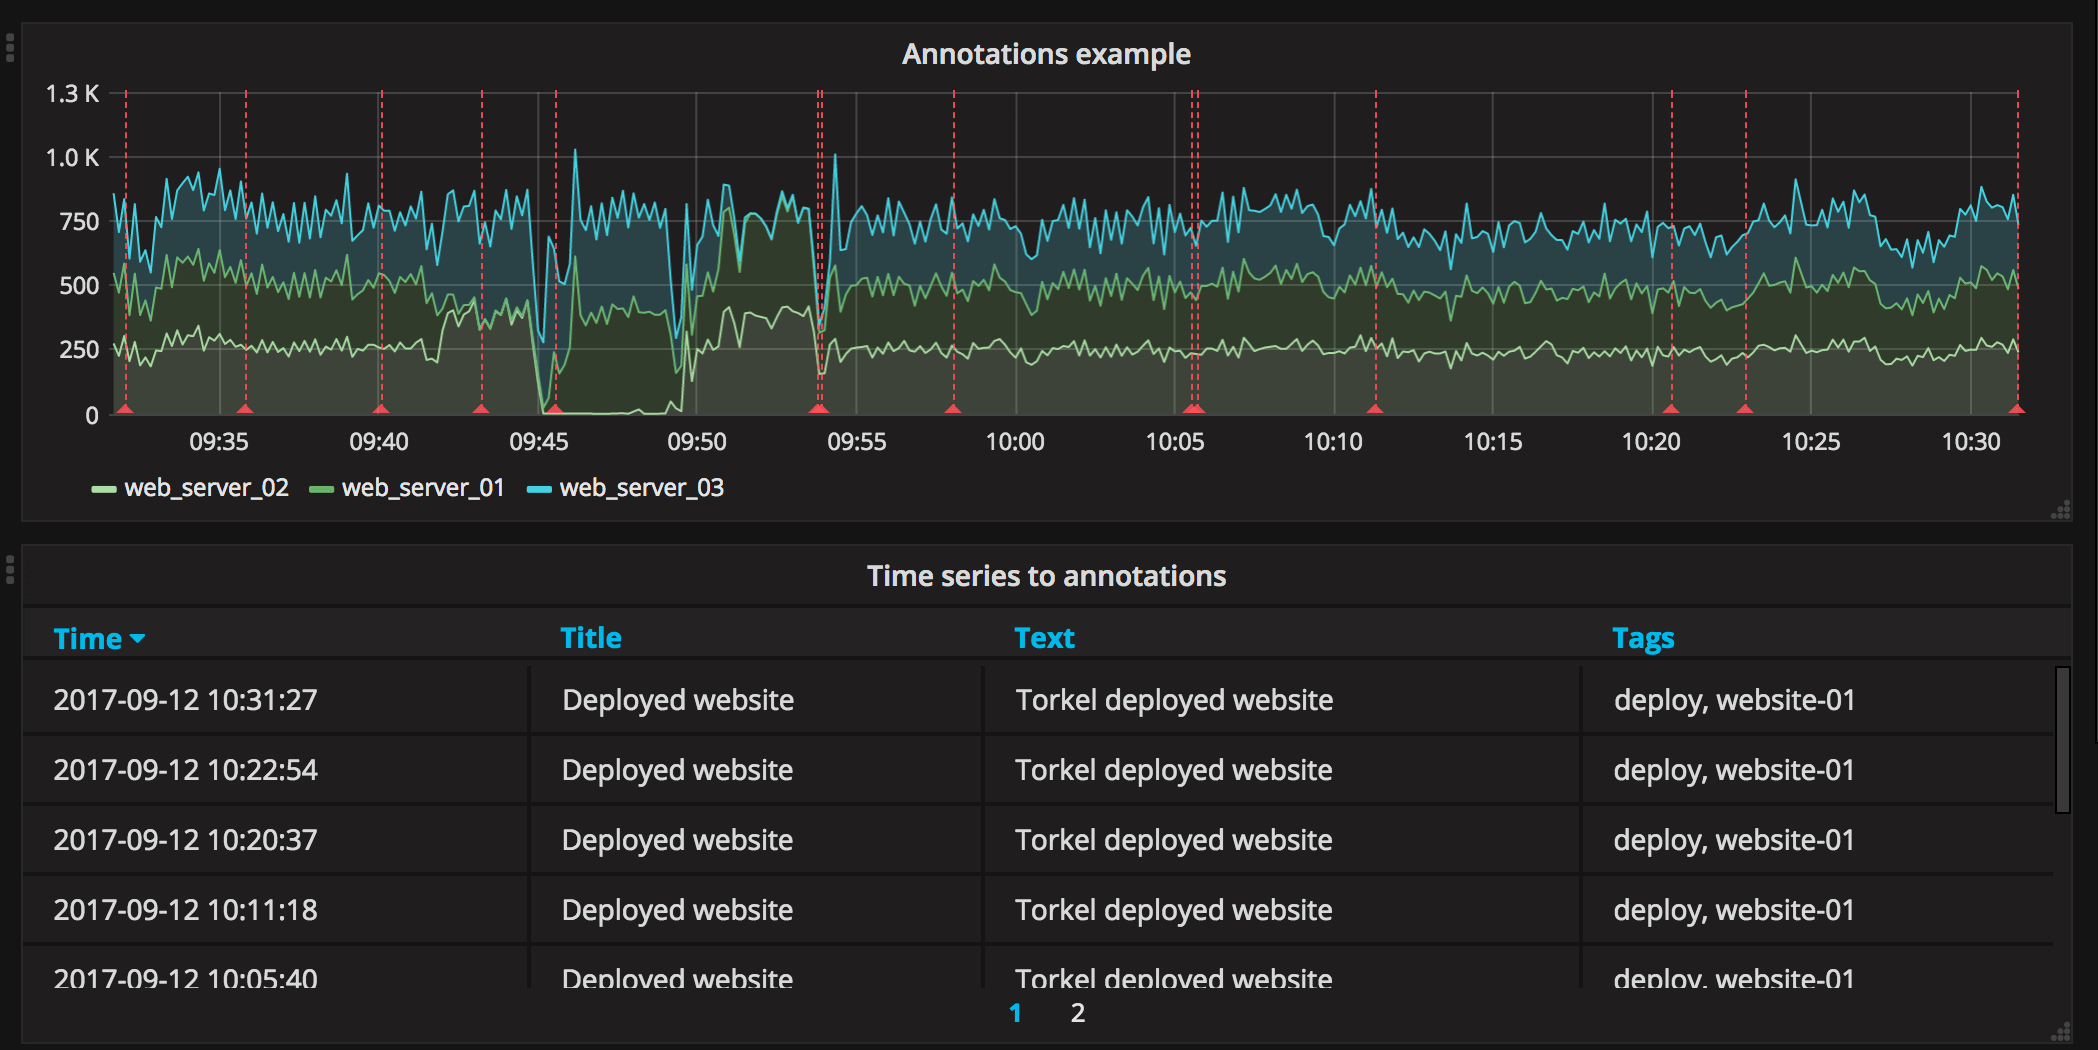 Annotations example
1.3 K
1.0 K
750
500
250
0
09:35 09:40 09:45 09:50 09:55 10:00 10:05 10:10 10:15 10:20 10:25 10:30
web_server_02 web_server_01 web_server_03
Time series to annotations
Time Title Text Tags
2017-09-12 10:31:27 Deployed website Torkel deployed website deploy, website-01
2017-09-12 10:22:54 Deployed website Torkel deployed website deploy, website-01
2017-09-12 10:20:37 Deployed website Torkel deployed website deploy, website-01
2017-09-12 10:11:18 Deployed website Torkel deployed website deploy, website-01
2017-09-12 10:05:40 Deployed website Torkel deployed website deploy, website-01
1 2